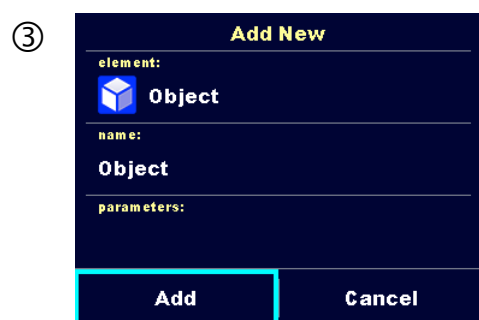 ③
Add New
element:
Object
name:
Object
parameters:
Add Cancel